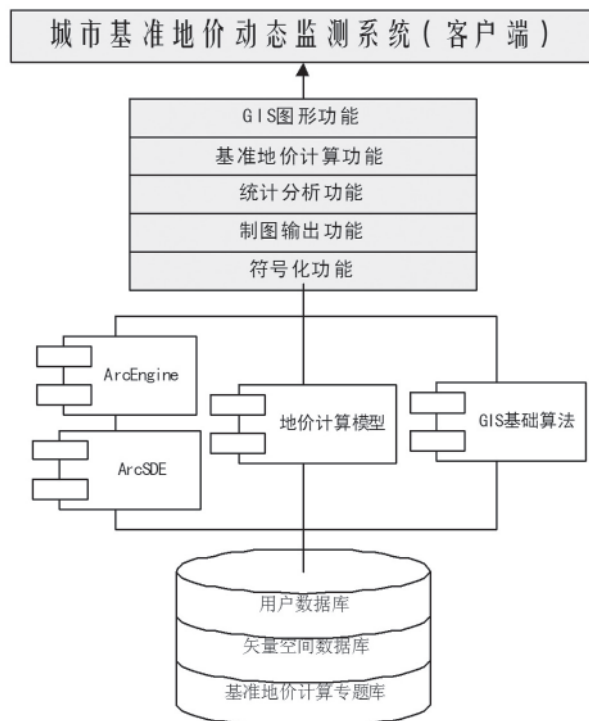 城市基准地价动态监测系统(客户端)
GIS图形功能
基准地价计算功能
统计分析功能
制图输出功能
符号化功能
ArcEngine
ArcSDE
地价计算模型
GIS基础算法
用户数据库
矢量空间数据库
基准地价计算专题库